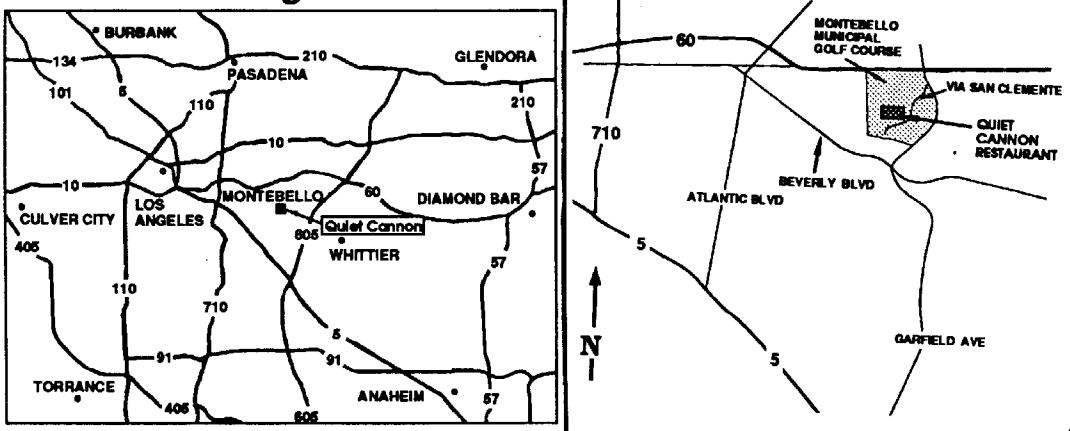 BURBANK
134
210
GLENDORA
PASADENA
101
5
110
210
10
57
10
MONTEBELLO
60
DIAMOND BAR
CULVER CITY
LOS
ANGELES
Quiet Cannon
605
WHITTIER
405
57
110
710
5
91
91
TORRANCE
405
ANAHEIM
57
605
60
MONTEBELLO
MUNICIPAL
GOLF COURSE
VIA SAN CLEMENTE
710
QUIET
CANNON
RESTAURANT
BEVERLY BLVD
ATLANTIC BLVD
5
N
GARFIELD AVE
5